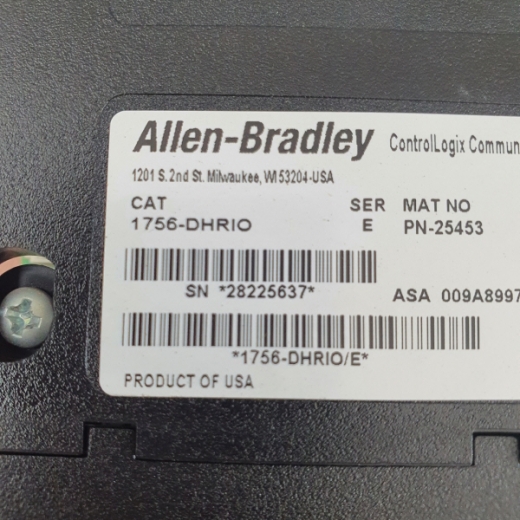 Allen-Bradley ControlLogix Commun
1201 S. 2nd St. Milwaukee, WI 53204-USA
CAT SER MAT NO
1756-DHRIO E PN-25453
SN *28225637* ASA 009A8997
*1756-DHRIO/E*
PRODUCT OF USA